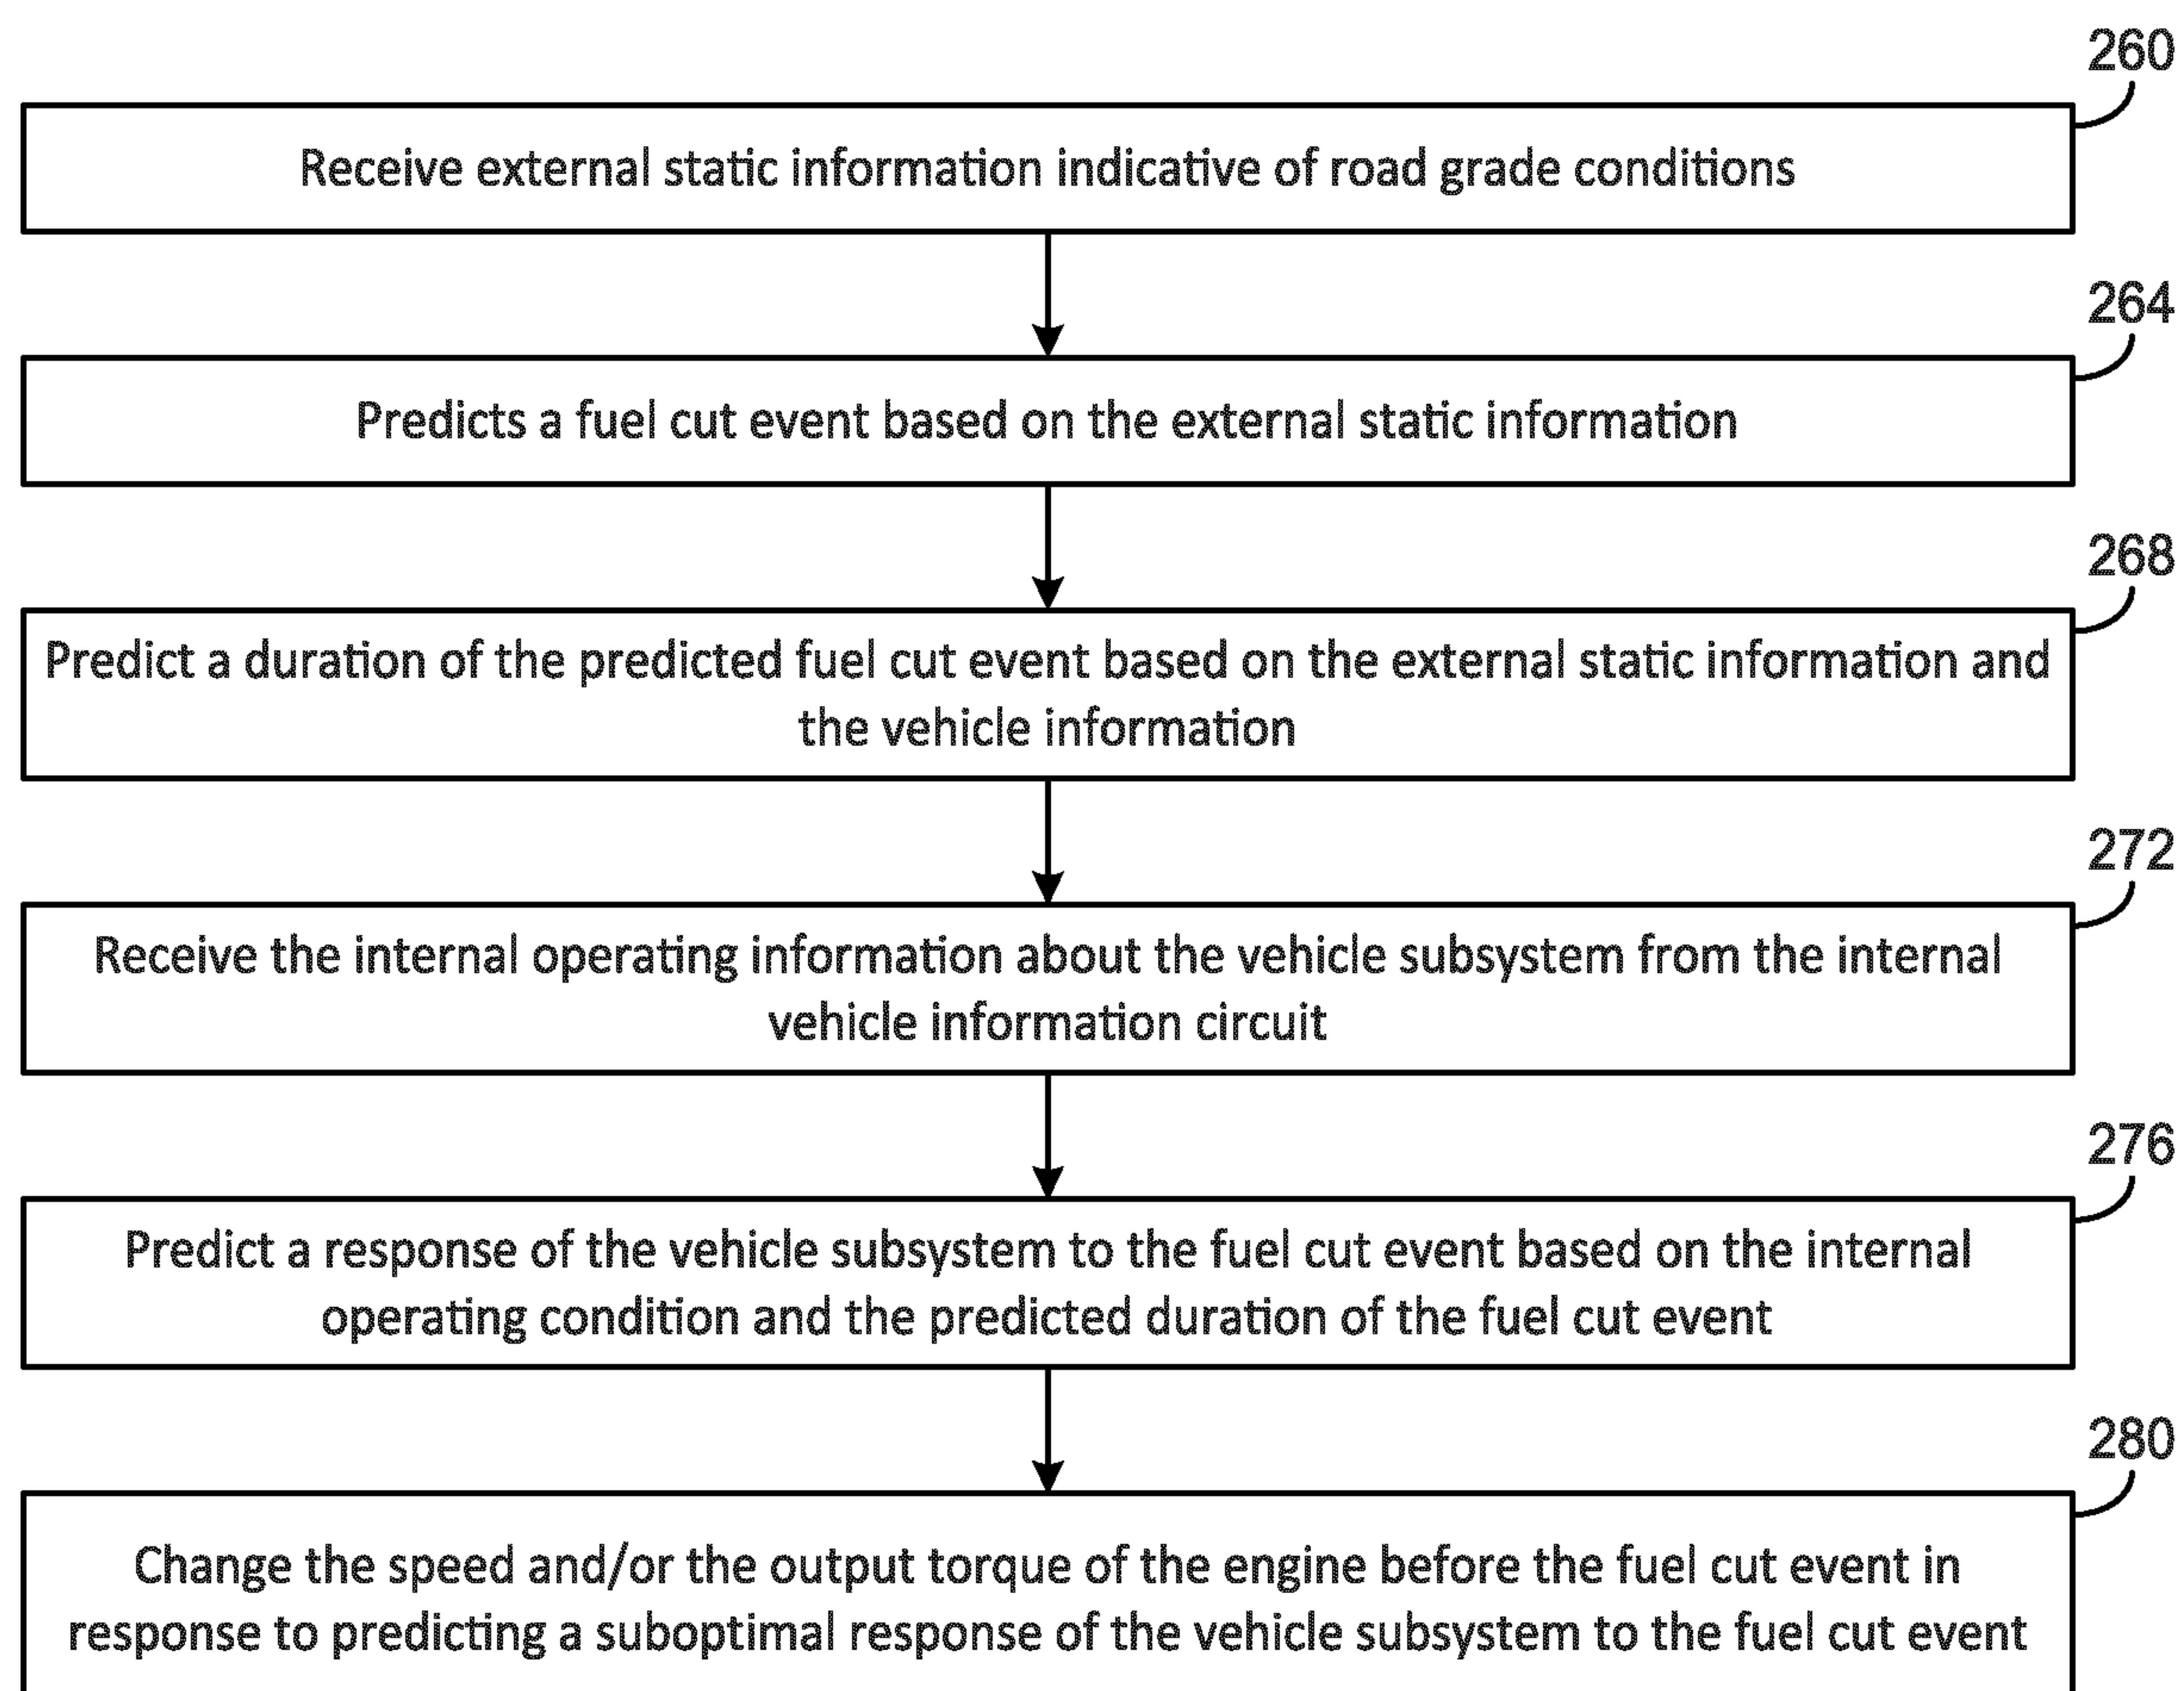 260
Receive external static information indicative of road grade conditions
264
Predicts a fuel cut event based on the external static information
268
Predict a duration of the predicted fuel cut event based on the external static information and
the vehicle information
272
Receive the internal operating information about the vehicle subsystem from the internal
vehicle information circuit
276
Predict a response of the vehicle subsystem to the fuel cut event based on the internal
operating condition and the predicted duration of the fuel cut event
280
Change the speed and/or the output torque of the engine before the fuel cut event in
response to predicting a suboptimal response of the vehicle subsystem to the fuel cut event